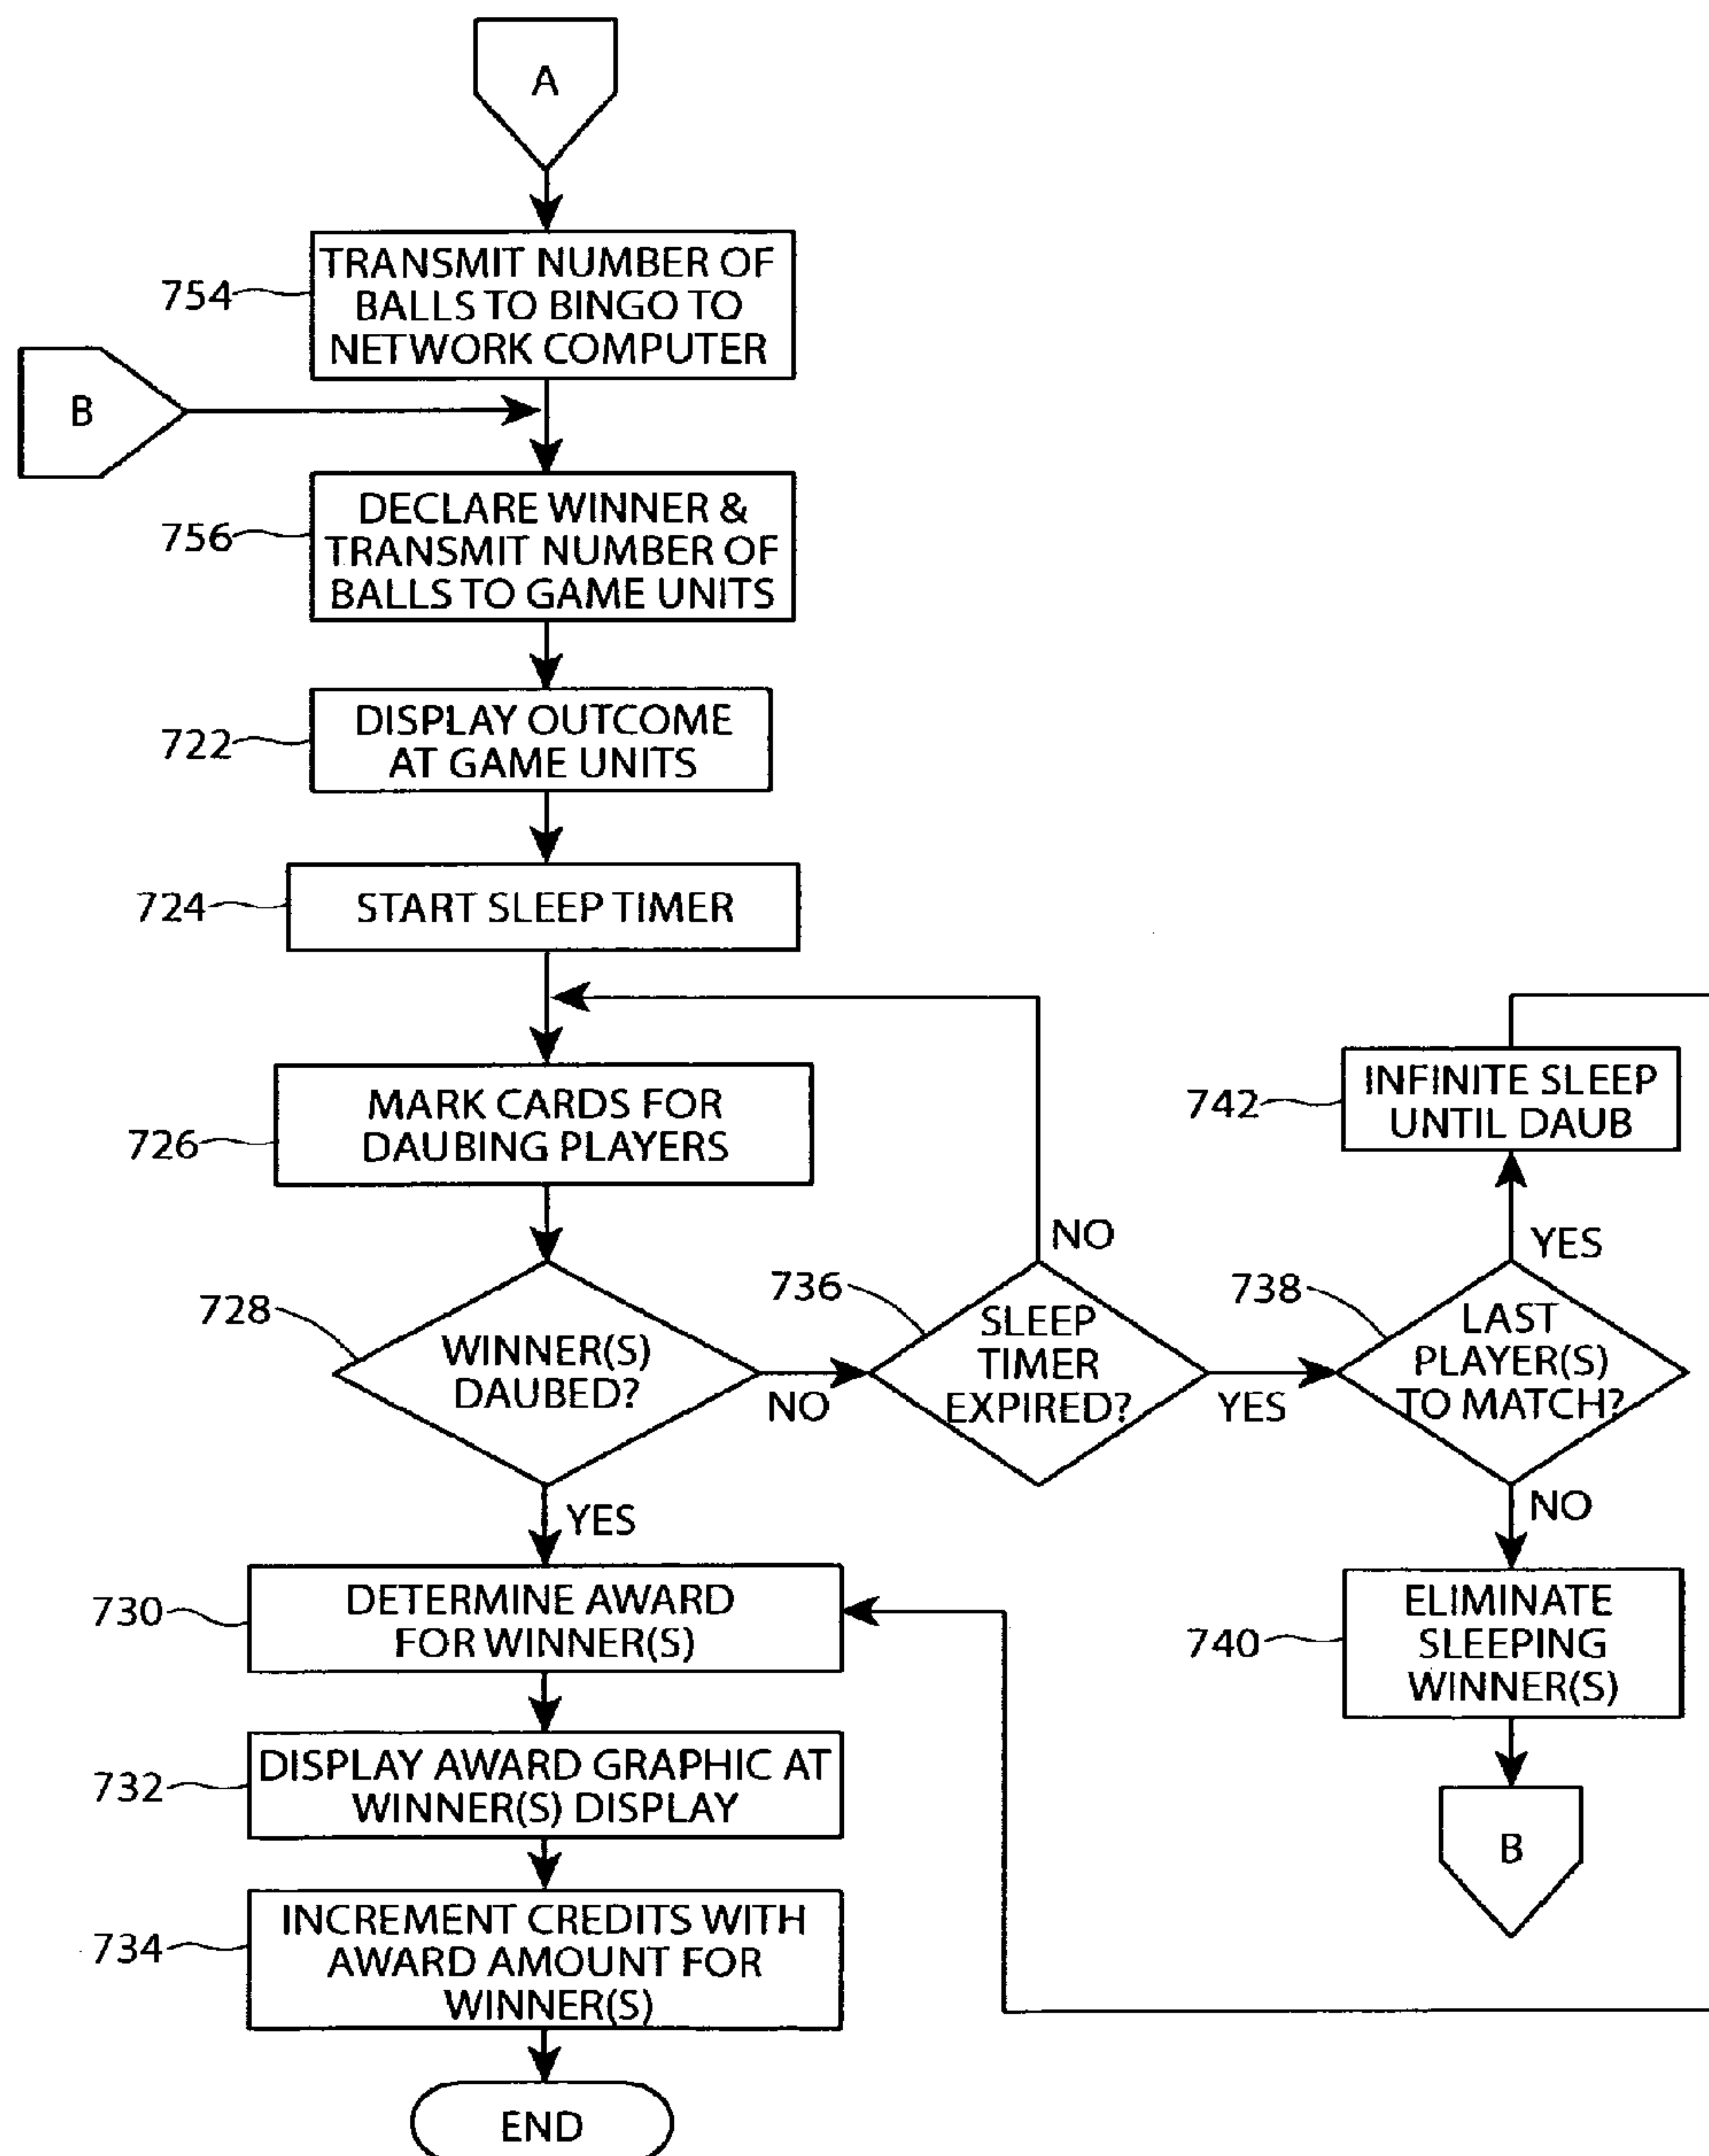 A
754
TRANSMIT NUMBER OF
BALLS TO BINGO TO
NETWORK COMPUTER
B
756
DECLARE WINNER &
TRANSMIT NUMBER OF
BALLS TO GAME UNITS
722
DISPLAY OUTCOME
AT GAME UNITS
724
START SLEEP TIMER
726
MARK CARDS FOR
DAUBING PLAYERS
742
INFINITE SLEEP
UNTIL DAUB
728
WINNER(S)
DAUBED?
NO
YES
736
SLEEP
TIMER
EXPIRED?
NO
YES
738
LAST
PLAYER(S)
TO MATCH?
YES
NO
730
DETERMINE AWARD
FOR WINNER(S)
740
ELIMINATE
SLEEPING
WINNER(S)
732
DISPLAY AWARD GRAPHIC AT
WINNER(S) DISPLAY
B
734
INCREMENT CREDITS WITH
AWARD AMOUNT FOR
WINNER(S)
END